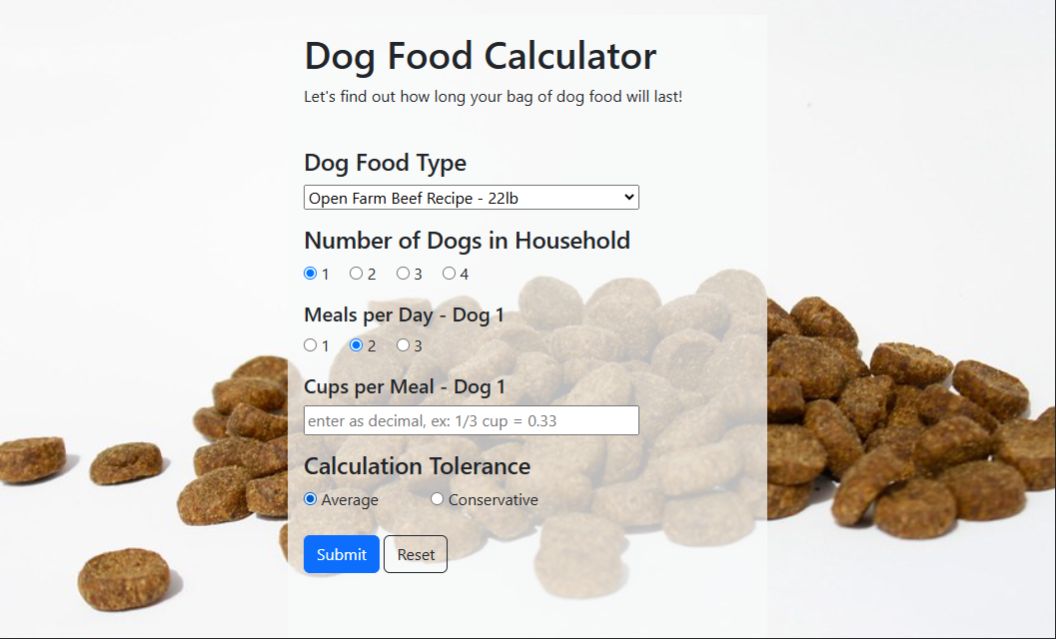 Dog Food Calculator
Let's find out how long your bag of dog food will last!
Dog Food Type
Open Farm Beef Recipe - 22lb
Number of Dogs in Household
1 2 3 4
Meals per Day - Dog 1
1 2 3
Cups per Meal - Dog 1
enter as decimal, ex: 1/3 cup = 0.33
Calculation Tolerance
Average Conservative
Submit Reset